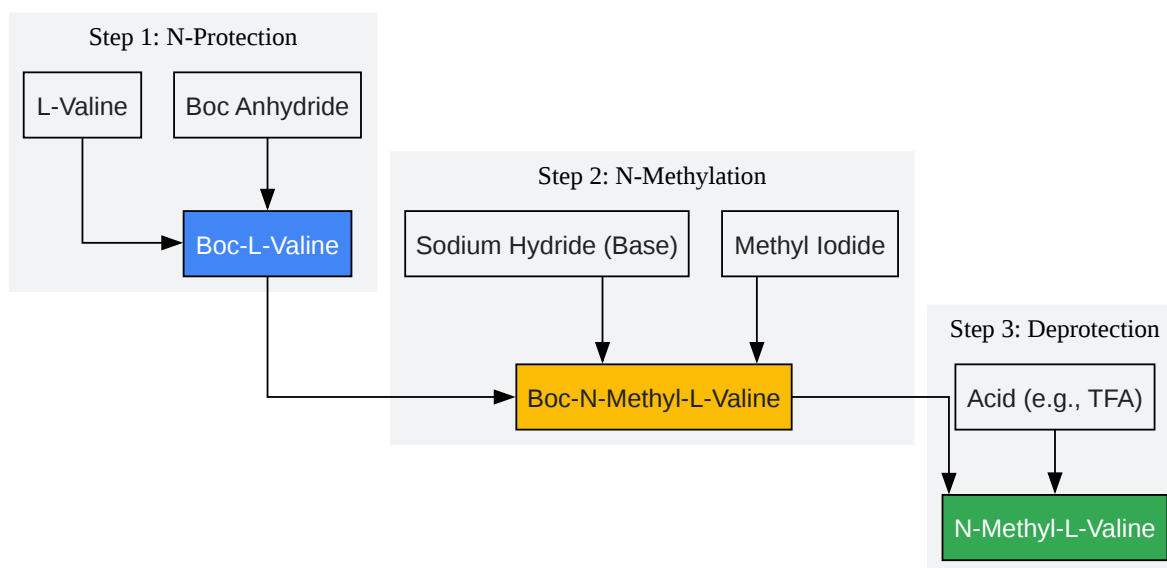 Step 1: N-Protection
L-Valine
Boc Anhydride
Boc-L-Valine
Step 2: N-Methylation
Sodium Hydride (Base)
Methyl Iodide
Boc-N-Methyl-L-Valine
Step 3: Deprotection
Acid (e.g., TFA)
N-Methyl-L-Valine